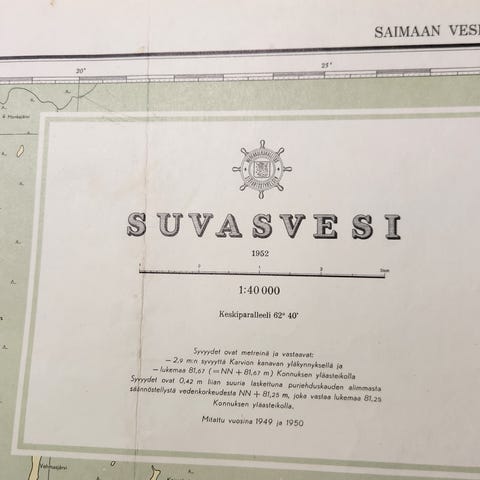 SAIMAAN VESI
20'
25'
Montajärvi
SUVASVESI
1952
1:40 000
Keskiparalleeli 62° 40'
Syvyydet ovat metreinä ja vastaavat:
— 2,9 m:n syvyyttä Karvion kanavan yläkynnyksellä ja
— lukemaa 81,67 (=NN + 81,67 m) Konnuksen yläasteikolla
Syvyydet ovat 0,42 m liian suuria laskettuna purjehduskauden alimmasta
säännöstellystä vedenkorkeudesta NN + 81,25 m, joka vastaa lukemaa 81,25
Konnuksen yläasteikolla.
Mitattu vuosina 1949 ja 1950
Valmasjärvi